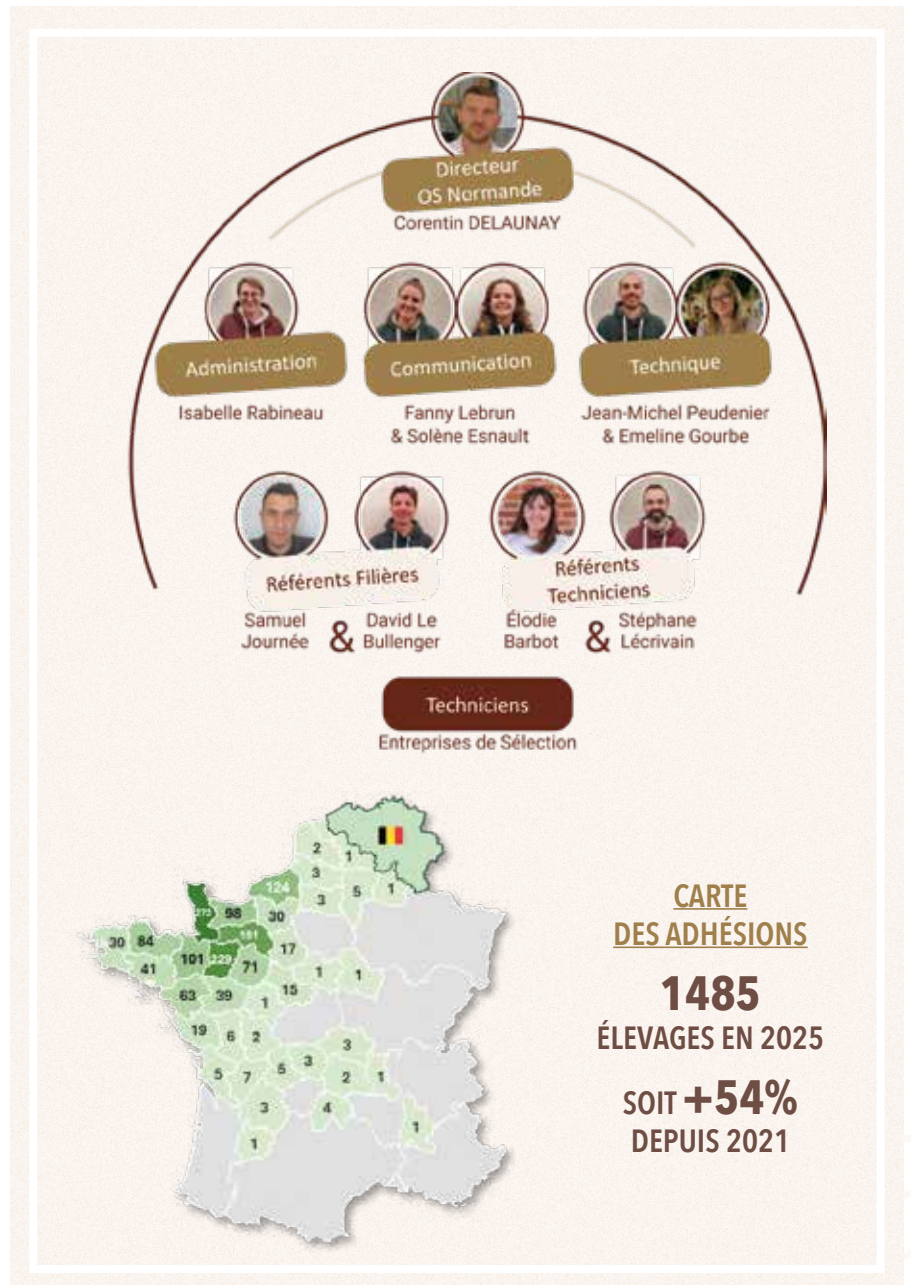 Directeur
OS Normande
Corentin DELAUNAY
Administration
Isabelle Rabineau
Communication
Fanny Lebrun
& Solène Esnault
Technique
Jean-Michel Peudenier
& Emeline Gourbe
Référents Filières
Samuel
Journée
&
David Le
Bullenger
Référents
Techniciens
Élodie
Barbot
&
Stéphane
Lécrivain
Techniciens
Entreprises de Sélection
2
1
3
124
3
5
1
98
30
30
84
17
41
101
229
71
1
1
63
39
1
15
19
6
2
3
5
7
5
3
2
1
3
4
1
1
CARTE
DES ADHÉSIONS
1485
ÉLEVAGES EN 2025
SOIT +54%
DEPUIS 2021